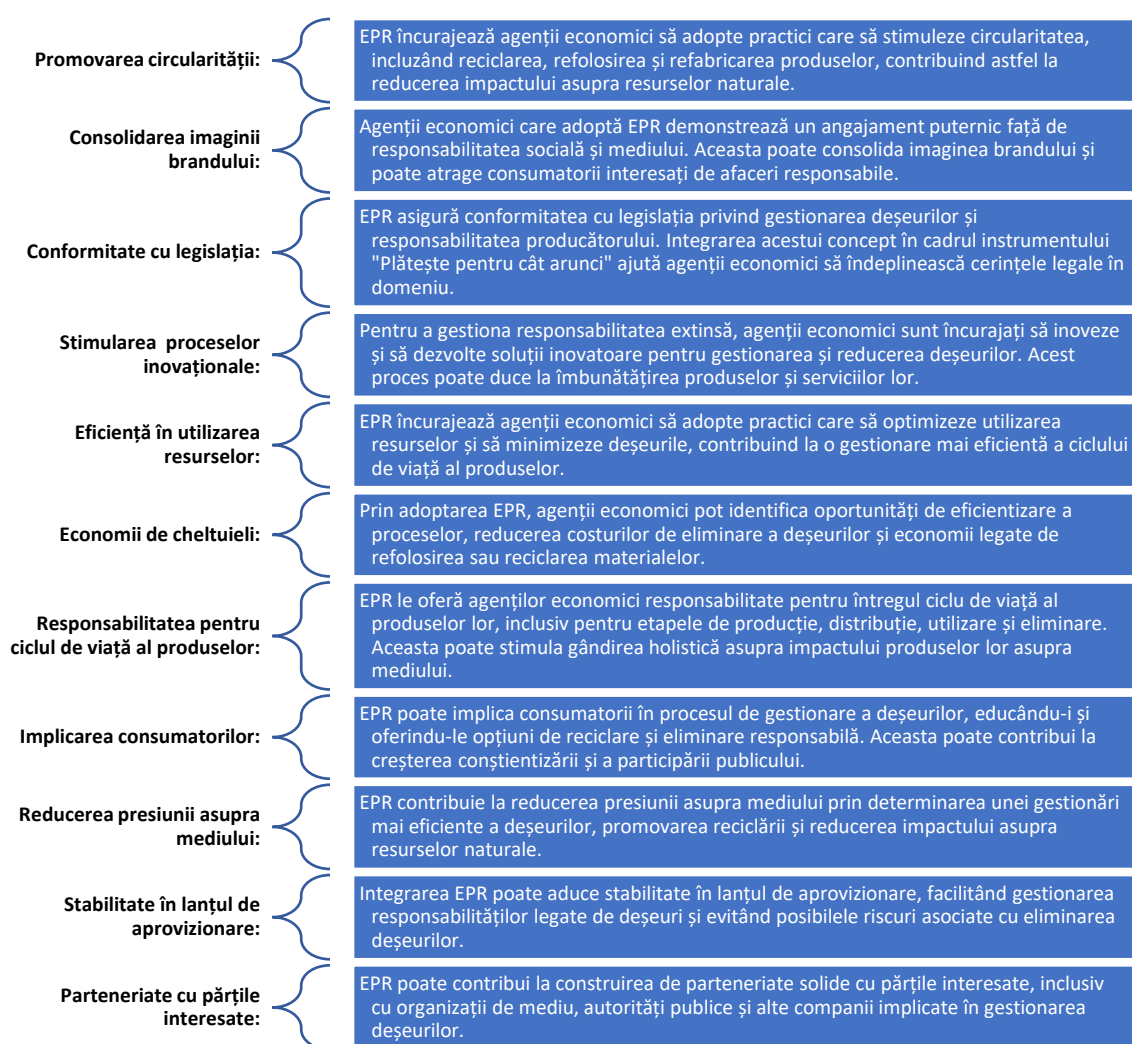 Promovarea circularității:
EPR încurajează agenții economici să adopte practici care să stimuleze circularitatea,
incluzând reciclarea, refolosirea și refabricarea produselor, contribuind astfel la
reducerea impactului asupra resurselor naturale.
Consolidarea imaginii
brandului:
Agenții economici care adoptă EPR demonstrează un angajament puternic față de
responsabilitatea socială și mediului. Aceasta poate consolida imaginea brandului și
poate atrage consumatorii interesați de afaceri responsabile.
Conformitate cu legislația:
EPR asigură conformitatea cu legislația privind gestionarea deșeurilor și
responsabilitatea producătorului. Integrarea acestui concept în cadrul instrumentului
"Plătește pentru cât arunci" ajută agenții economici să îndeplinească cerințele legale în
domeniu.
Stimularea proceselor
inovaționale:
Pentru a gestiona responsabilitatea extinsă, agenții economici sunt încurajați să inoveze
și să dezvolte soluții inovatoare pentru gestionarea și reducerea deșeurilor. Acest
proces poate duce la îmbunătățirea produselor și serviciilor lor.
Eficiență în utilizarea
resurselor:
EPR încurajează agenții economici să adopte practici care să optimizeze utilizarea
resurselor și să minimizeze deșeurile, contribuind la o gestionare mai eficientă a ciclului
de viață al produselor.
Economii de cheltuieli:
Prin adoptarea EPR, agenții economici pot identifica oportunități de eficientizare a
proceselor, reducerea costurilor de eliminare a deșeurilor și economii legate de
refolosirea sau reciclarea materialelor.
Responsabilitatea pentru
ciclul de viață al produselor:
EPR le oferă agenților economici responsabilitate pentru întregul ciclu de viață al
produselor lor, inclusiv pentru etapele de producție, distribuție, utilizare și eliminare.
Aceasta poate stimula gândirea holistică asupra impactului produselor lor asupra
mediului.
Implicarea consumatorilor:
EPR poate implica consumatorii în procesul de gestionare a deșeurilor, educându-i și
oferindu-le opțiuni de reciclare și eliminare responsabilă. Aceasta poate contribui la
creșterea conștientizării și a participării publicului.
Reducerea presiunii asupra
mediului:
EPR contribuie la reducerea presiunii asupra mediului prin determinarea unei gestionări
mai eficiente a deșeurilor, promovarea reciclării și reducerea impactului asupra
resurselor naturale.
Stabilitate în lanțul de
aprovizionare:
Integrarea EPR poate aduce stabilitate în lanțul de aprovizionare, facilitând gestionarea
responsabilităților legate de deșeuri și evitând posibilele riscuri asociate cu eliminarea
deșeurilor.
Parteneriate cu părțile
interesate:
EPR poate contribui la construirea de parteneriate solide cu părțile interesate, inclusiv
cu organizații de mediu, autorități publice și alte companii implicate în gestionarea
deșeurilor.